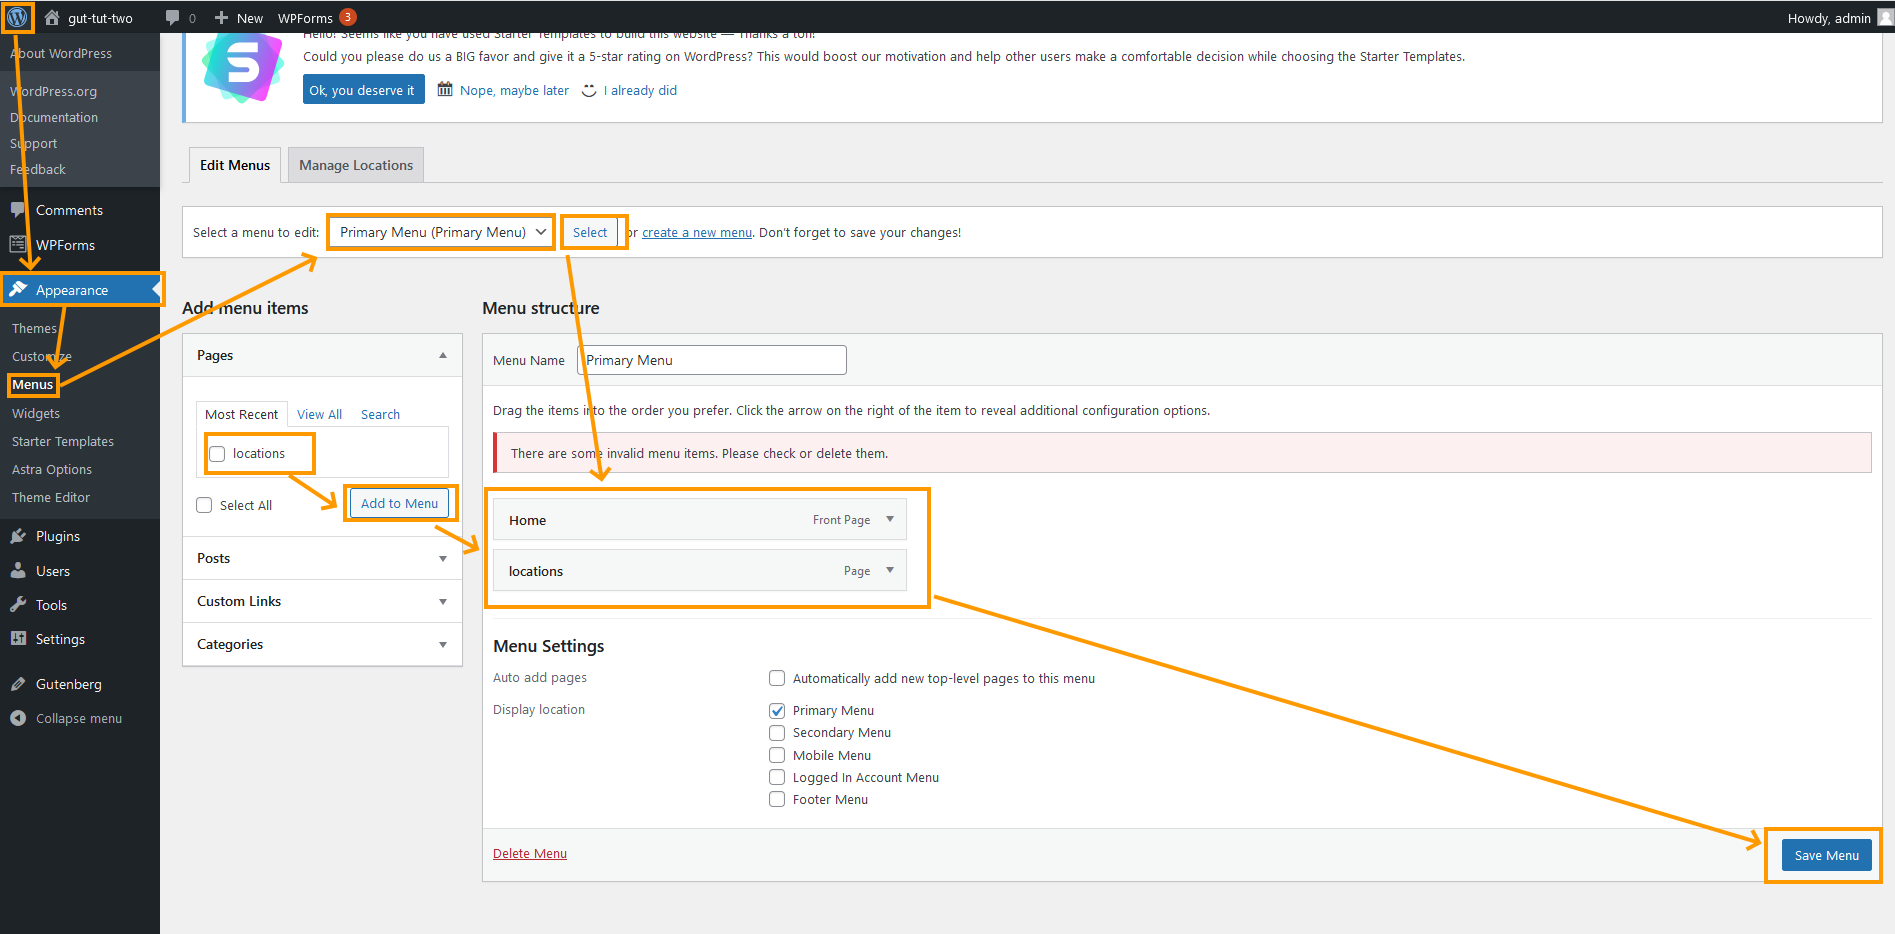 gut-tut-two
0
New
WPForms 3
Howdy, admin
About WordPress
WordPress.org
Documentation
Support
Feedback
Comments
WPForms
Appearance
Themes
Customize
Menus
Widgets
Starter Templates
Astra Options
Theme Editor
Plugins
Users
Tools
Settings
Gutenberg
Collapse menu
Hello! Seems like you have used Starter Templates to build this website — Thanks a ton!
Could you please do us a BIG favor and give it a 5-star rating on WordPress? This would boost our motivation and help other users make a comfortable decision while choosing the Starter Templates.
Ok, you deserve it
Nope, maybe later
I already did
Edit Menus
Manage Locations
Select a menu to edit: Primary Menu (Primary Menu) Select or create a new menu. Don't forget to save your changes!
Add menu items
Pages
Most Recent View All Search
locations
Select All
Add to Menu
Posts
Custom Links
Categories
Menu structure
Menu Name Primary Menu
Drag the items into the order you prefer. Click the arrow on the right of the item to reveal additional configuration options.
There are some invalid menu items. Please check or delete them.
Home Front Page
locations Page
Menu Settings
Auto add pages
Automatically add new top-level pages to this menu
Display location
Primary Menu
Secondary Menu
Mobile Menu
Logged In Account Menu
Footer Menu
Delete Menu
Save Menu